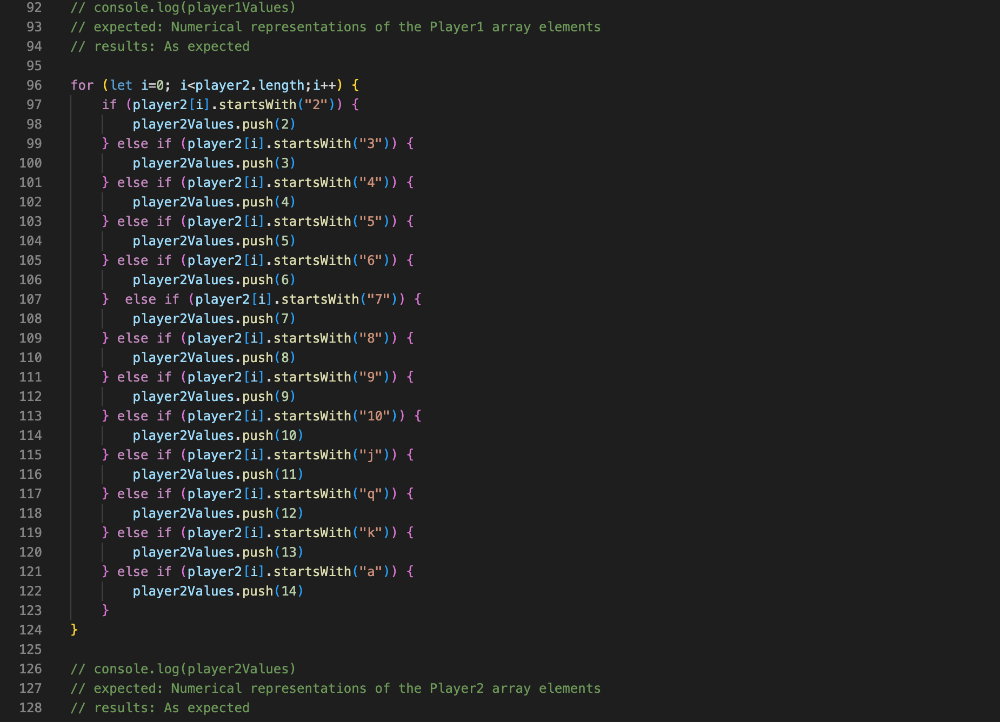 92 // console.log(player1Values)
93 // expected: Numerical representations of the Player1 array elements
94 // results: As expected
95
96 for (let i=0; i<player2.length;i++) {
97     if (player2[i].startsWith("2")) {
98         player2Values.push(2)
99     } else if (player2[i].startsWith("3")) {
100         player2Values.push(3)
101     } else if (player2[i].startsWith("4")) {
102         player2Values.push(4)
103     } else if (player2[i].startsWith("5")) {
104         player2Values.push(5)
105     } else if (player2[i].startsWith("6")) {
106         player2Values.push(6)
107     }  else if (player2[i].startsWith("7")) {
108         player2Values.push(7)
109     } else if (player2[i].startsWith("8")) {
110         player2Values.push(8)
111     } else if (player2[i].startsWith("9")) {
112         player2Values.push(9)
113     } else if (player2[i].startsWith("10")) {
114         player2Values.push(10)
115     } else if (player2[i].startsWith("j")) {
116         player2Values.push(11)
117     } else if (player2[i].startsWith("q")) {
118         player2Values.push(12)
119     } else if (player2[i].startsWith("k")) {
120         player2Values.push(13)
121     } else if (player2[i].startsWith("a")) {
122         player2Values.push(14)
123     }
124 }
125
126 // console.log(player2Values)
127 // expected: Numerical representations of the Player2 array elements
128 // results: As expected